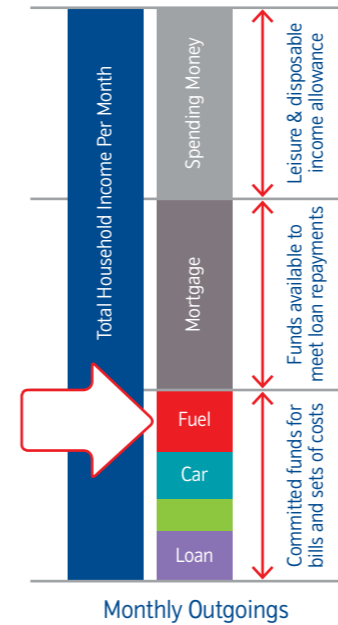 Total Household Income Per Month
Spending Money
Leisure & disposable
income allowance
Mortgage
Funds available to
meet loan repayments
Fuel
Car
Loan
Committed funds for
bills and sets of costs
Monthly Outgoings